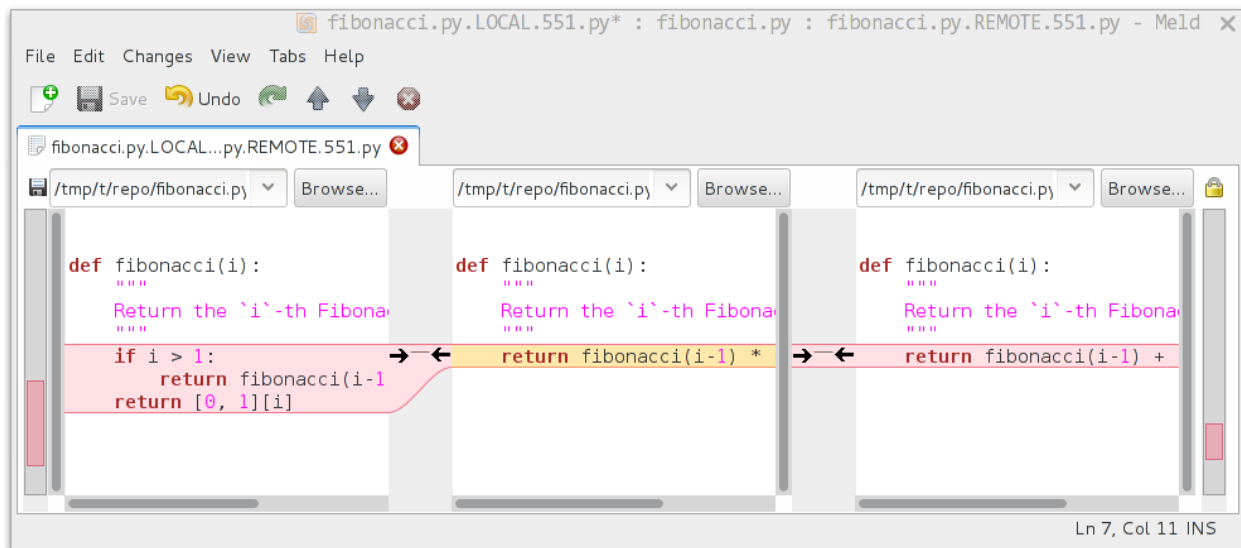 fibonacci.py.LOCAL.551.py* : fibonacci.py : fibonacci.py.REMOTE.551.py - Meld
File Edit Changes View Tabs Help
Save Undo
fibonacci.py.LOCAL...py.REMOTE.551.py
/tmp/t/repo/fibonacci.py Browse... /tmp/t/repo/fibonacci.py Browse... /tmp/t/repo/fibonacci.py Browse...
def fibonacci(i):
"""
Return the `i`-th Fibona
"""
if i > 1:
return fibonacci(i-1
return [0, 1][i]
def fibonacci(i):
"""
Return the `i`-th Fibona
"""
return fibonacci(i-1) *
def fibonacci(i):
"""
Return the `i`-th Fibona
"""
return fibonacci(i-1) +
Ln 7, Col 11 INS